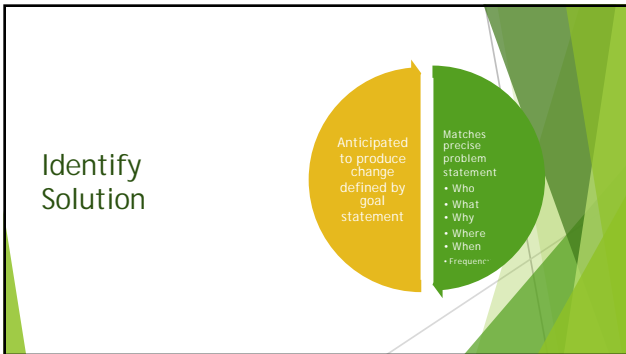 Identify
Solution
Anticipated
to produce
change
defined by
goal
statement
Matches
precise
problem
statement
• Who
• What
• Why
• Where
• When